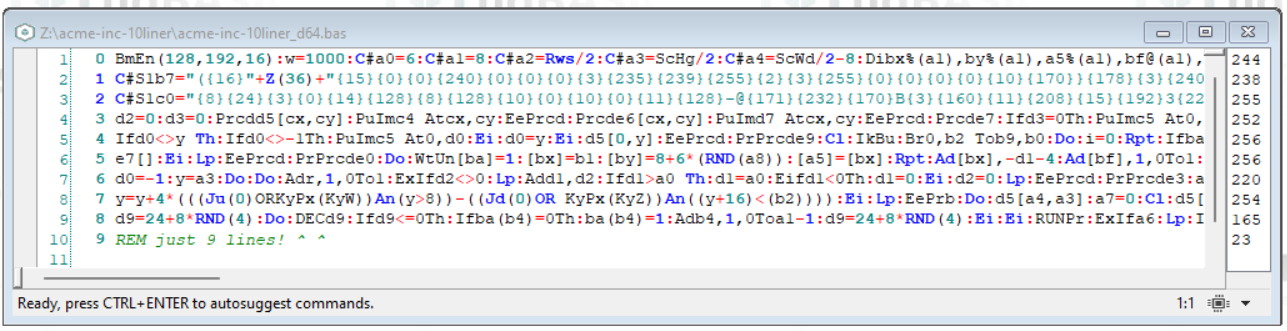 Z:\acme-inc-10liner\acme-inc-10liner_d64.bas
1 0 BmEn(128,192,16):w=1000:C#a0=6:C#a1=8:C#a2=Rws/2:C#a3=ScHg/2:C#a4=ScWd/2-8:Dibx%(a1),by%(a1),a5%(a1),bf@(a1), 244
2 1 C#Slb7="({16}"+Z(36)+"{15}{0}{0}{240}{0}{0}{0}{3}{235}{239}{255}{2}{3}{255}{0}{0}{0}{0}{10}{170}}{178}{3}{240 238
3 2 C#Slc0="{8}{24}{3}{0}{14}{128}{8}{128}{10}{0}{10}{10}{0}{11}{128}-@{171}{232}{170}B{3}{160}{11}{208}{15}{192}3{22 255
4 3 d2=0:d3=0:Prcdd5[cx,cy]:PuImc4 Atcx,cy:EePrcd:Prcde6[cx,cy]:PuImd7 Atcx,cy:EePrcd:Prcde7:Ifd3=0Th:PuImc5 At0, 252
5 4 Ifd0<>y Th:Ifd0<>-1Th:PuImc5 At0,d0:Ei:d0=y:Ei:d5[0,y]:EePrcd:PrPrcde9:Cl:IkBu:Br0,b2 Tob9,b0:Do:i=0:Rpt:Ifba 256
6 5 e7[]:Ei:Lp:EePrcd:PrPrcde0:Do:WtUn[ba]=1:[bx]=b1:[by]=8+6*(RND(a8)):[a5]=[bx]:Rpt:Ad[bx],-d1-4:Ad[bf],1,0To1: 256
7 6 d0=-1:y=a3:Do:Do:Adr,1,0To1:ExIfd2<>0:Lp:Add1,d2:Ifd1>a0 Th:d1=a0:Eifd1<0Th:d1=0:Ei:d2=0:Lp:EePrcd:PrPrcde3:a 220
8 7 y=y+4*(((Ju(0)ORKyPx(KyW))An(y>8))-((Jd(0)OR KyPx(KyZ))An((y+16)<(b2)))):Ei:Lp:EePrb:Do:d5[a4,a3]:a7=0:Cl:d5[ 254
9 8 d9=24+8*RND(4):Do:DECd9:Ifd9<=0Th:Ifba(b4)=0Th:ba(b4)=1:Adb4,1,0Toa1-1:d9=24+8*RND(4):Ei:Ei:RUNPr:ExIfa6:Lp:I 165
10 9 REM just 9 lines! ^ ^ 23
11
Ready, press CTRL+ENTER to autosuggest commands.
1:1